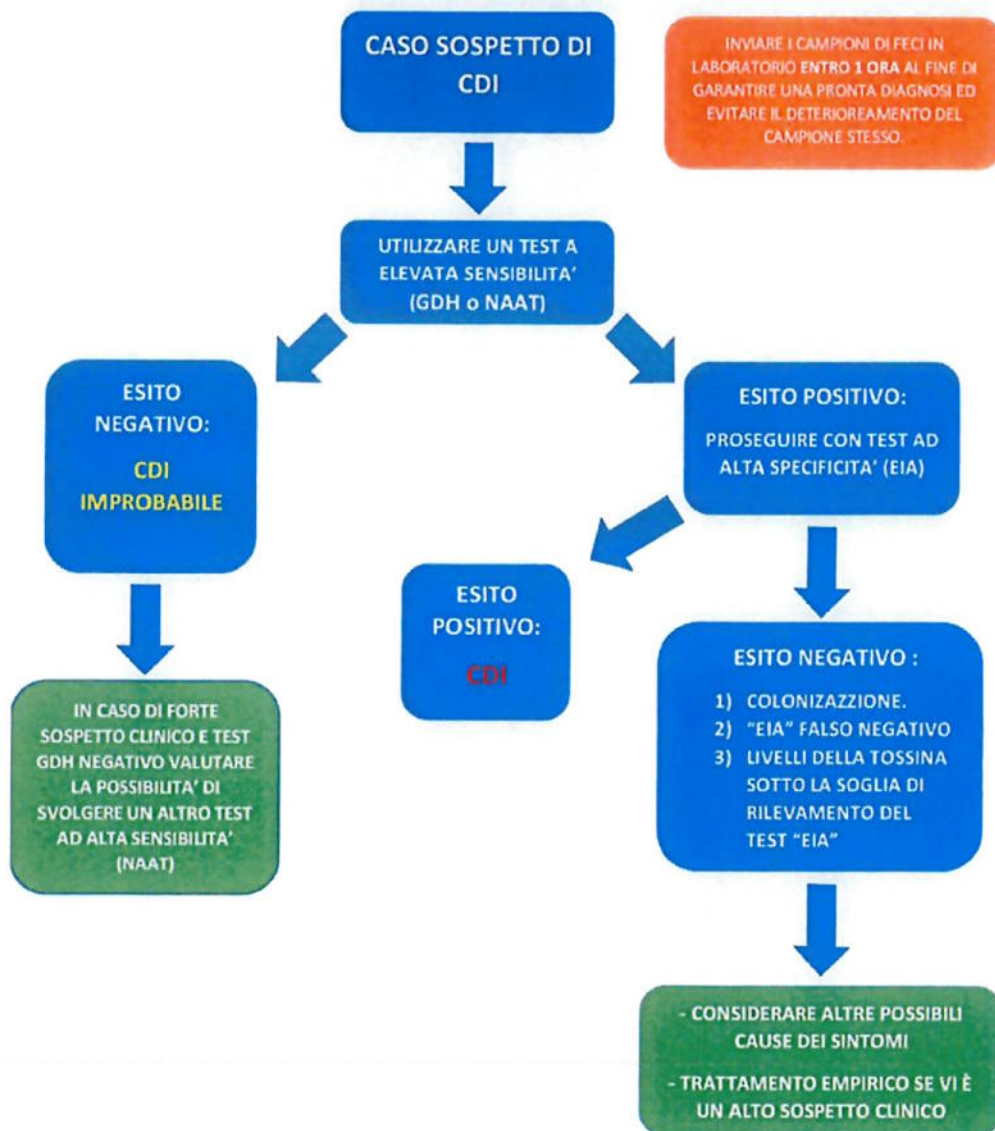 CASO SOSPETTO DI
CDI
INVIARE I CAMPIONI DI FECI IN
LABORATORIO ENTRO 1 ORA AL FINE DI
GARANTIRE UNA PRONTA DIAGNOSI ED
EVITARE IL DETERIOREAMENTO DEL
CAMPIONE STESSO.
UTILIZZARE UN TEST A
ELEVATA SENSIBILITA'
(GDH o NAAT)
ESITO
NEGATIVO:
CDI
IMPROBABILE
ESITO POSITIVO:
PROSEGUIRE CON TEST AD
ALTA SPECIFICITA' (EIA)
ESITO
POSITIVO:
CDI
ESITO NEGATIVO :
1) COLONIZAZZIONE.
2) "EIA" FALSO NEGATIVO
3) LIVELLI DELLA TOSSINA
SOTTO LA SOGLIA DI
RILEVAMENTO DEL
TEST "EIA"
IN CASO DI FORTE
SOSPETTO CLINICO E TEST
GDH NEGATIVO VALUTARE
LA POSSIBILITA' DI
SVOLGERE UN ALTRO TEST
AD ALTA SENSIBILITA'
(NAAT)
- CONSIDERARE ALTRE POSSIBILI
CAUSE DEI SINTOMI
- TRATTAMENTO EMPIRICO SE VI È
UN ALTO SOSPETTO CLINICO